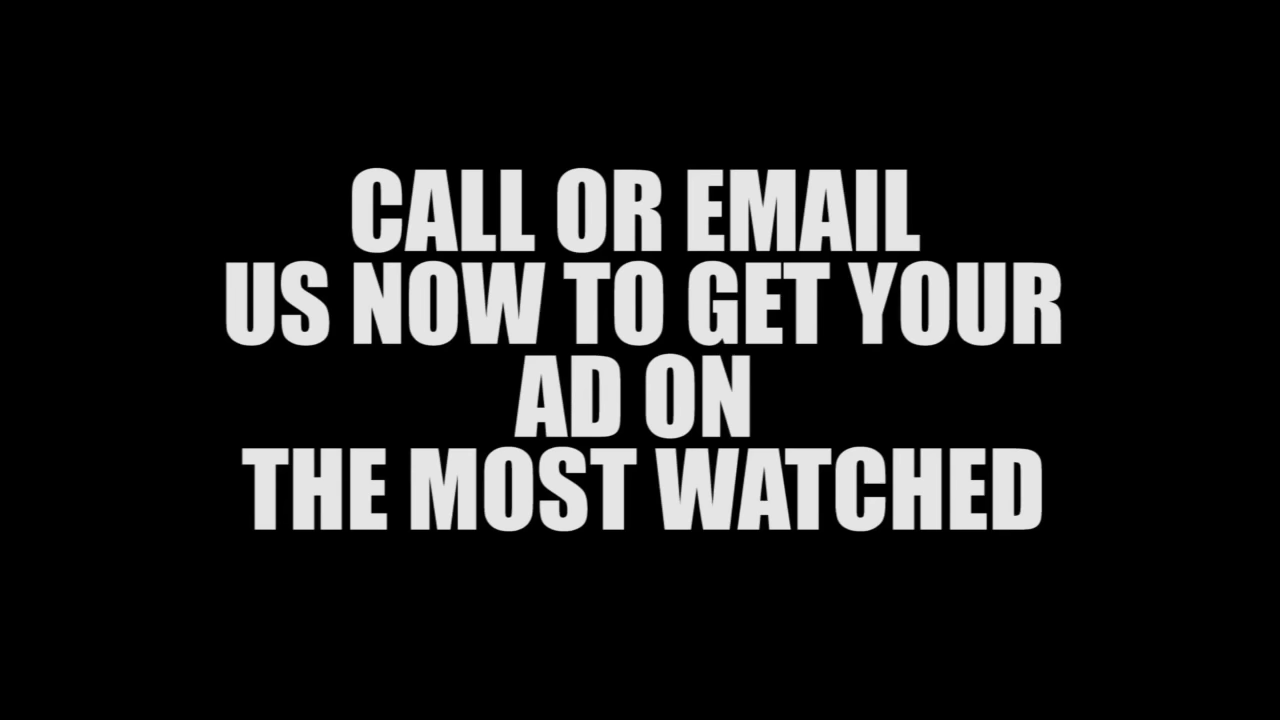 CALL OR EMAIL
US NOW TO GET YOUR
AD ON
THE MOST WATCHED